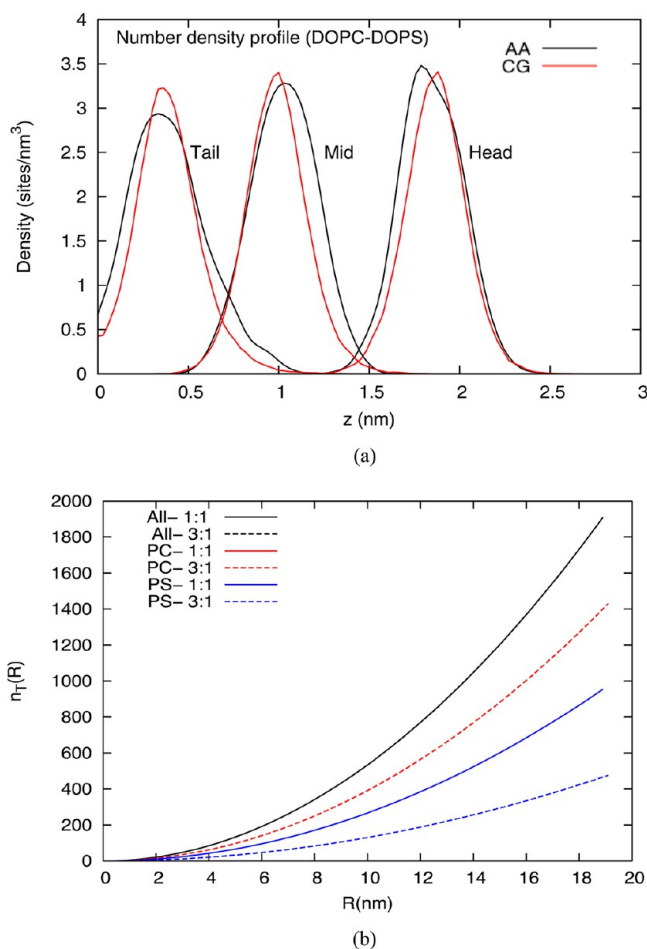 Number density profile (DOPC-DOPS)
AA
CG
4
3.5
3
2.5
2
1.5
1
0.5
0
Density (sites/nm³)
Tail
Mid
Head
0 0.5 1 1.5 2 2.5 3
z (nm)
(a)
2000
1800
1600
1400
1200
1000
800
600
400
200
0
n_T(R)
All– 1:1
All– 3:1
PC– 1:1
PC– 3:1
PS– 1:1
PS– 3:1
0 2 4 6 8 10 12 14 16 18 20
R(nm)
(b)